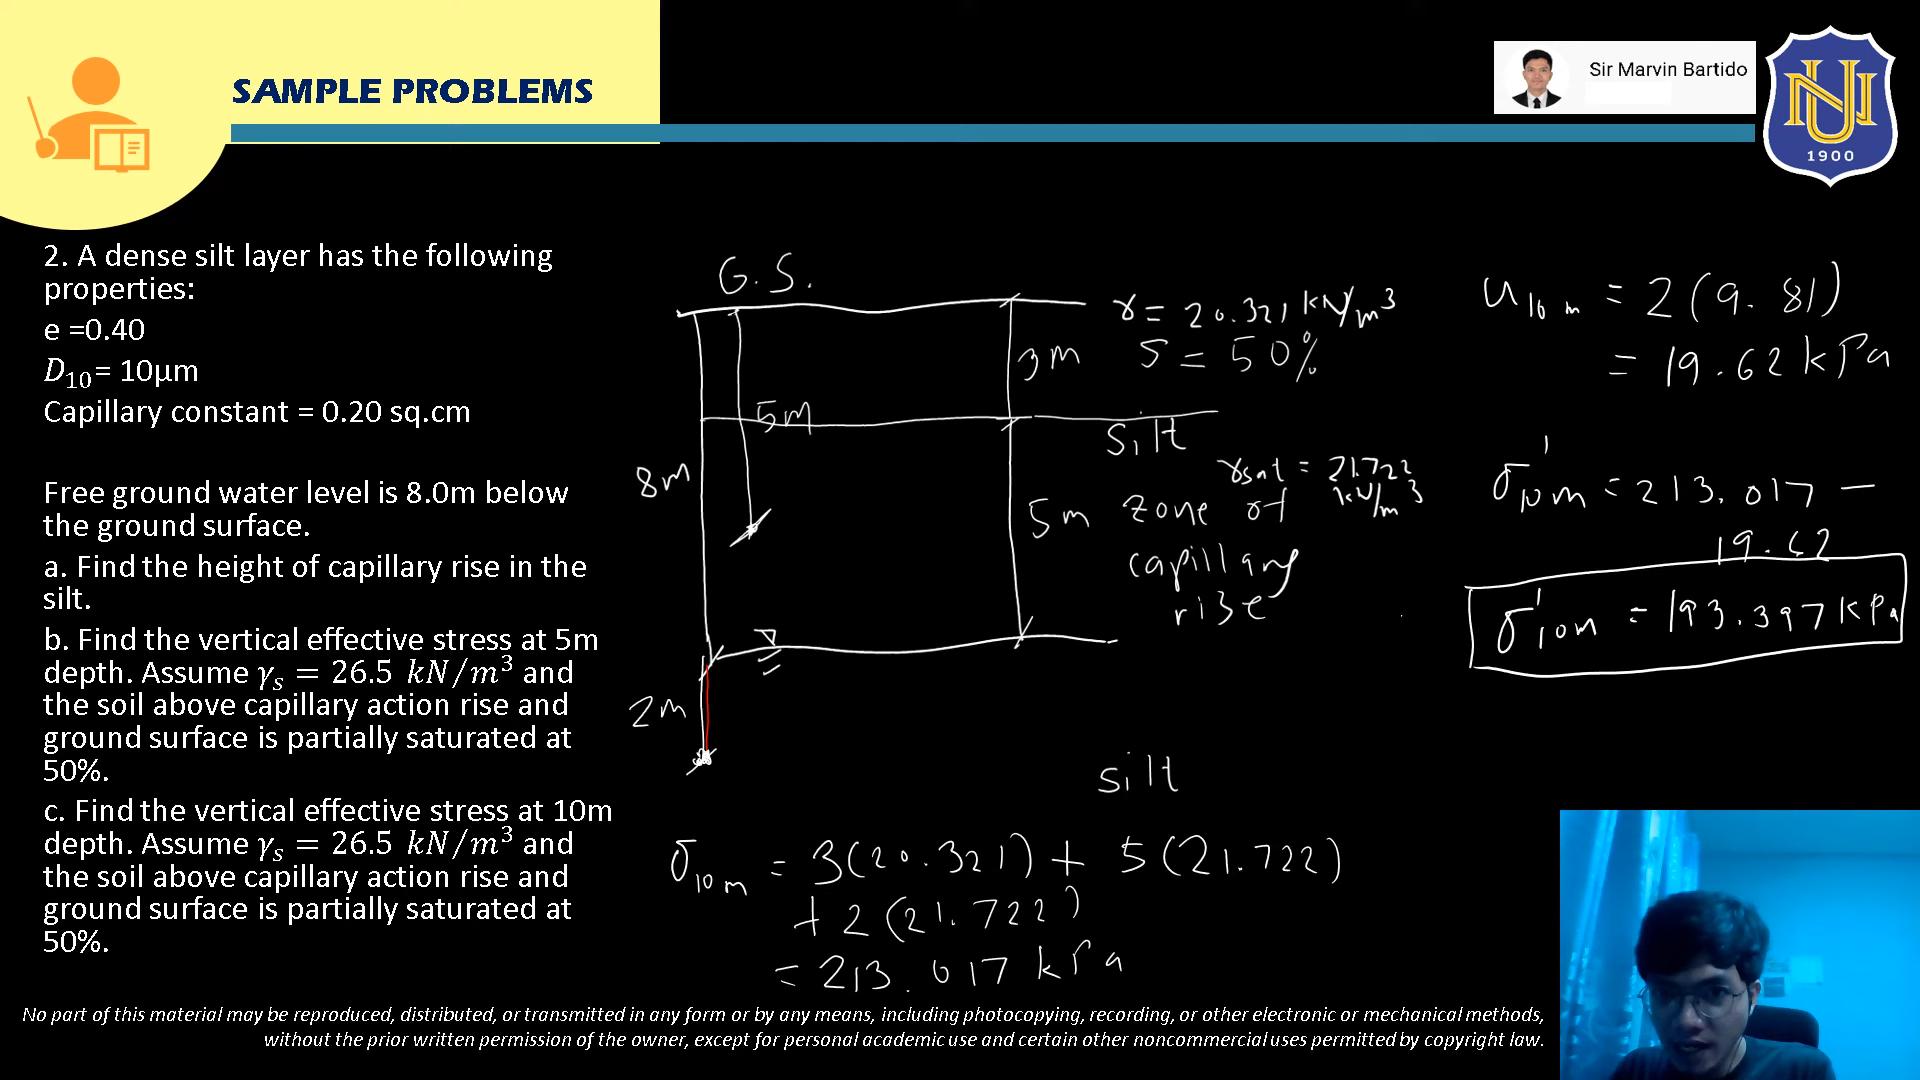 SAMPLE PROBLEMS
Sir Marvin Bartido
NU
1900
2. A dense silt layer has the following
properties:
e =0.40
D₁₀= 10µm
Capillary constant = 0.20 sq.cm
Free ground water level is 8.0m below
the ground surface.
a. Find the height of capillary rise in the
silt.
b. Find the vertical effective stress at 5m
depth. Assume γₛ = 26.5 kN/m³ and
the soil above capillary action rise and
ground surface is partially saturated at
50%.
c. Find the vertical effective stress at 10m
depth. Assume γₛ = 26.5 kN/m³ and
the soil above capillary action rise and
ground surface is partially saturated at
50%.
G.S.
γ = 20.321 kN/m³
3m S = 50%
5m
silt
8m
γsat = 21.722
kN/m³
5m zone of
capillary
rise
2m
silt
σ₁₀ₘ = 3(20.321) + 5(21.722)
+ 2(21.722)
= 213.017 kPa
u₁₀ₘ = 2(9.81)
= 19.62 kPa
σ'₁₀ₘ = 213.017 −
19.62
σ'₁₀ₘ = 193.397 kPa
No part of this material may be reproduced, distributed, or transmitted in any form or by any means, including photocopying, recording, or other electronic or mechanical methods,
without the prior written permission of the owner, except for personal academic use and certain other noncommercial uses permitted by copyright law.